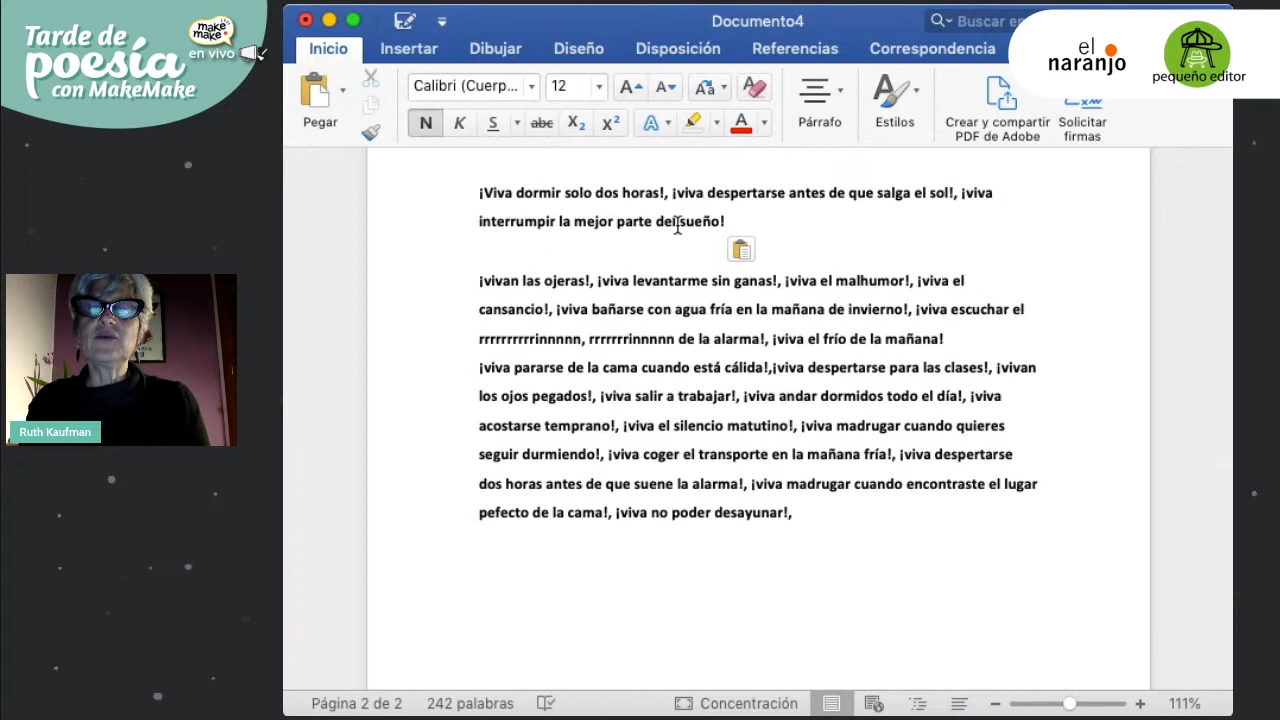 Tarde de
poesía
con MakeMake
make
make
en vivo
Documento4
Buscar en
el
naranjo
pequeño editor
Inicio
Insertar
Dibujar
Diseño
Disposición
Referencias
Correspondencia
Pegar
Calibri (Cuerp...
12
N K S abc X2 X2
Párrafo
Estilos
Crear y compartir
PDF de Adobe
Solicitar
firmas
¡Viva dormir solo dos horas!, ¡viva despertarse antes de que salga el sol!, ¡viva
interrumpir la mejor parte del sueño!
¡vivan las ojeras!, ¡viva levantarme sin ganas!, ¡viva el malhumor!, ¡viva el
cansancio!, ¡viva bañarse con agua fría en la mañana de invierno!, ¡viva escuchar el
rrrrrrrrrrinnnnn, rrrrrrrinnnnn de la alarma!, ¡viva el frío de la mañana!
¡viva pararse de la cama cuando está cálida!,¡viva despertarse para las clases!, ¡vivan
los ojos pegados!, ¡viva salir a trabajar!, ¡viva andar dormidos todo el día!, ¡viva
acostarse temprano!, ¡viva el silencio matutino!, ¡viva madrugar cuando quieres
seguir durmiendo!, ¡viva coger el transporte en la mañana fría!, ¡viva despertarse
dos horas antes de que suene la alarma!, ¡viva madrugar cuando encontraste el lugar
pefecto de la cama!, ¡viva no poder desayunar!,
Ruth Kaufman
Página 2 de 2
242 palabras
Concentración
111%